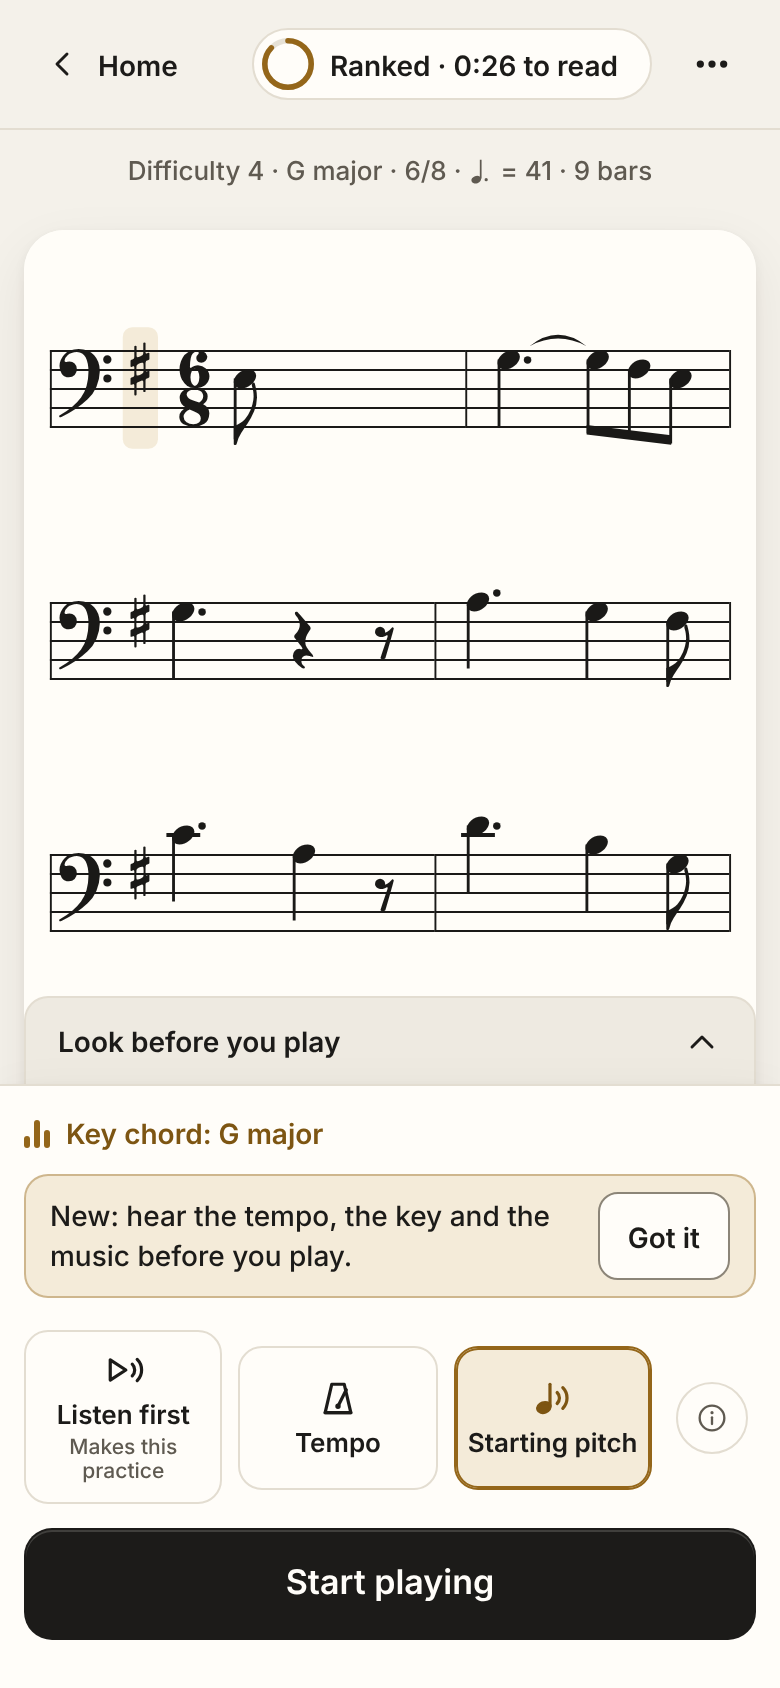 Home
Ranked · 0:26 to read
Difficulty 4 · G major · 6/8 · ♩. = 41 · 9 bars
6
8
Look before you play
Key chord: G major
New: hear the tempo, the key and the
music before you play.
Got it
Listen first
Makes this
practice
Tempo
Starting pitch
Start playing